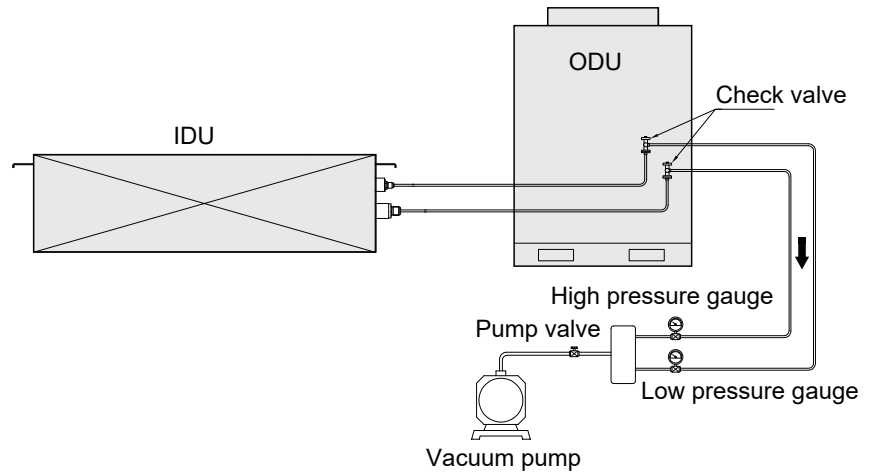 ODU
Check valve
IDU
High pressure gauge
Pump valve
Low pressure gauge
Vacuum pump